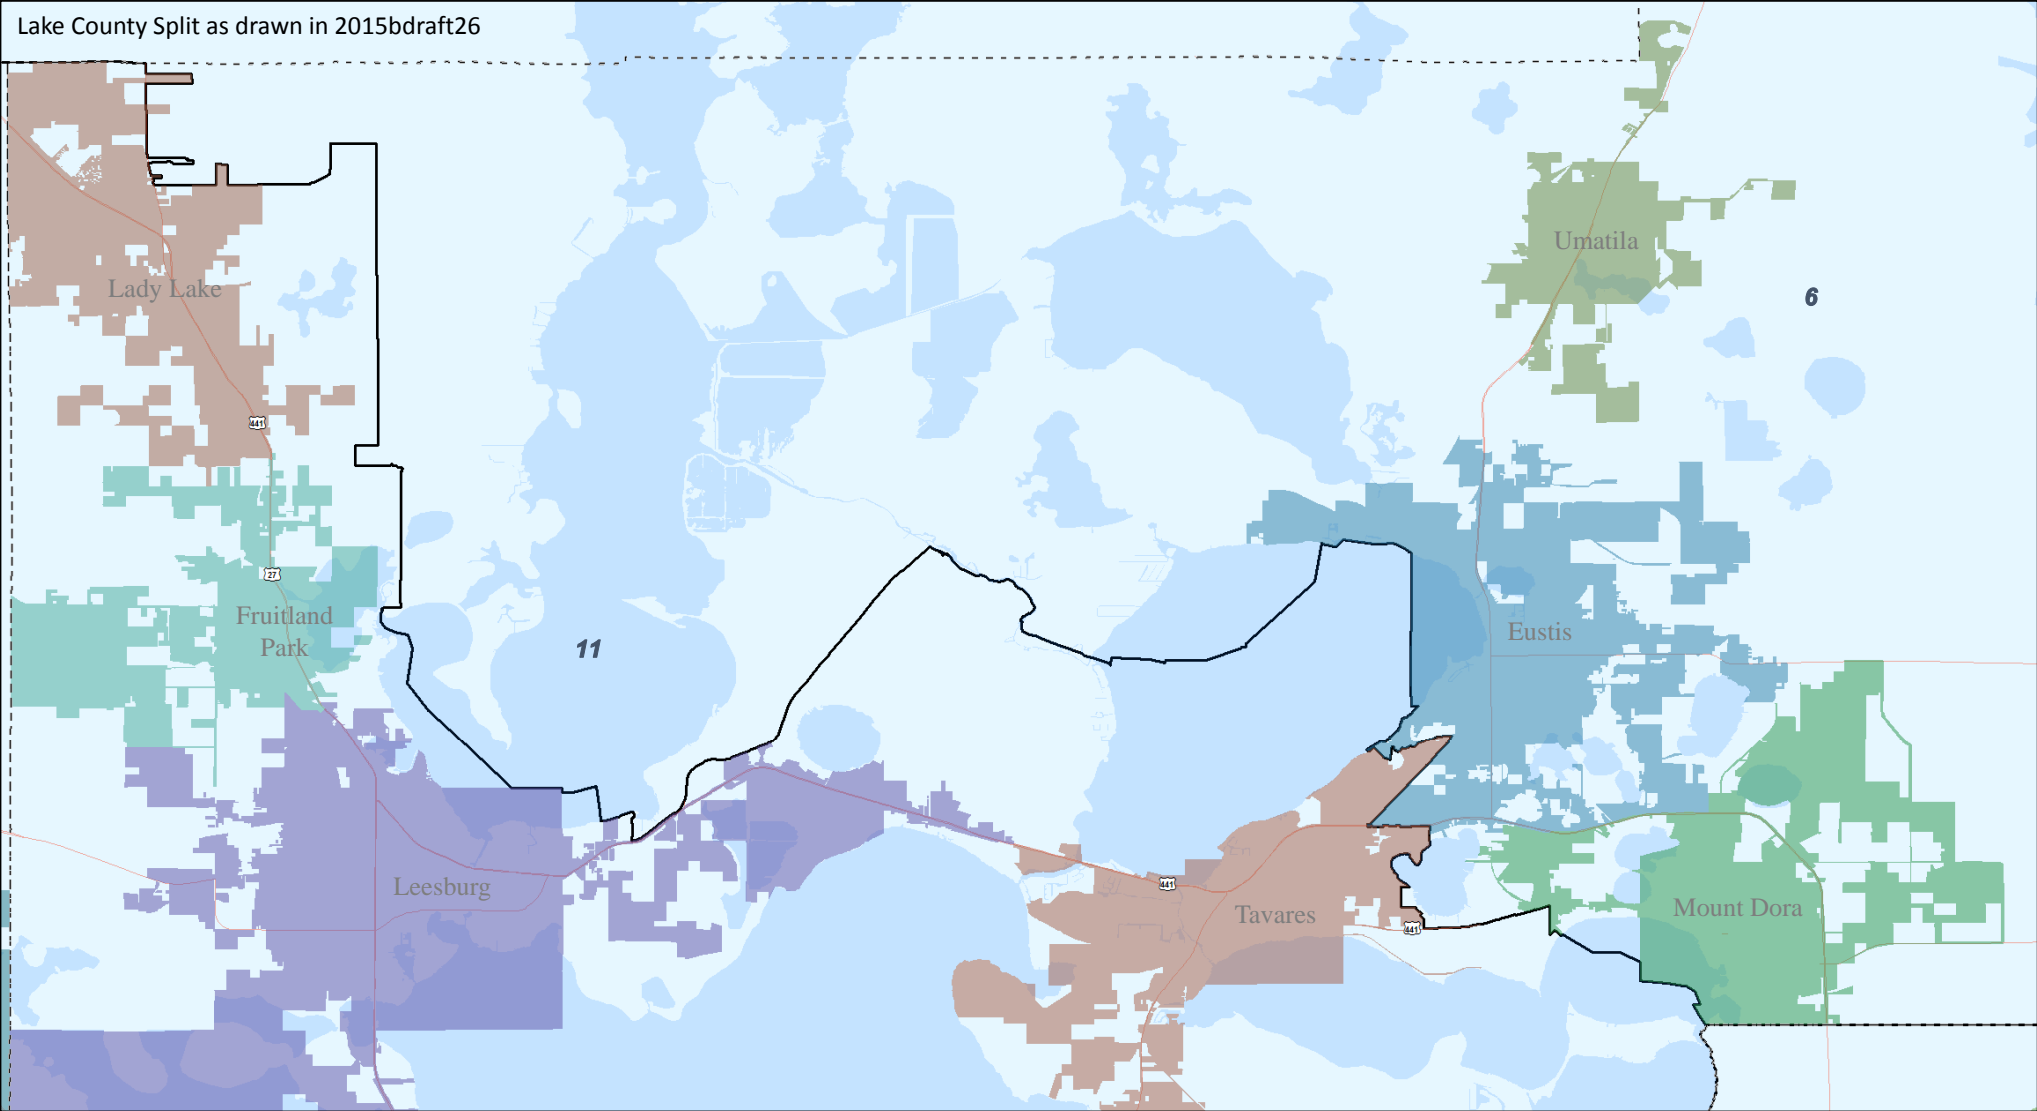 Lake County Split as drawn in 2015bdraft26
Umatila
6
Lady Lake
441
27
Fruitland
Park
11
Eustis
Leesburg
441
Tavares
441
Mount Dora